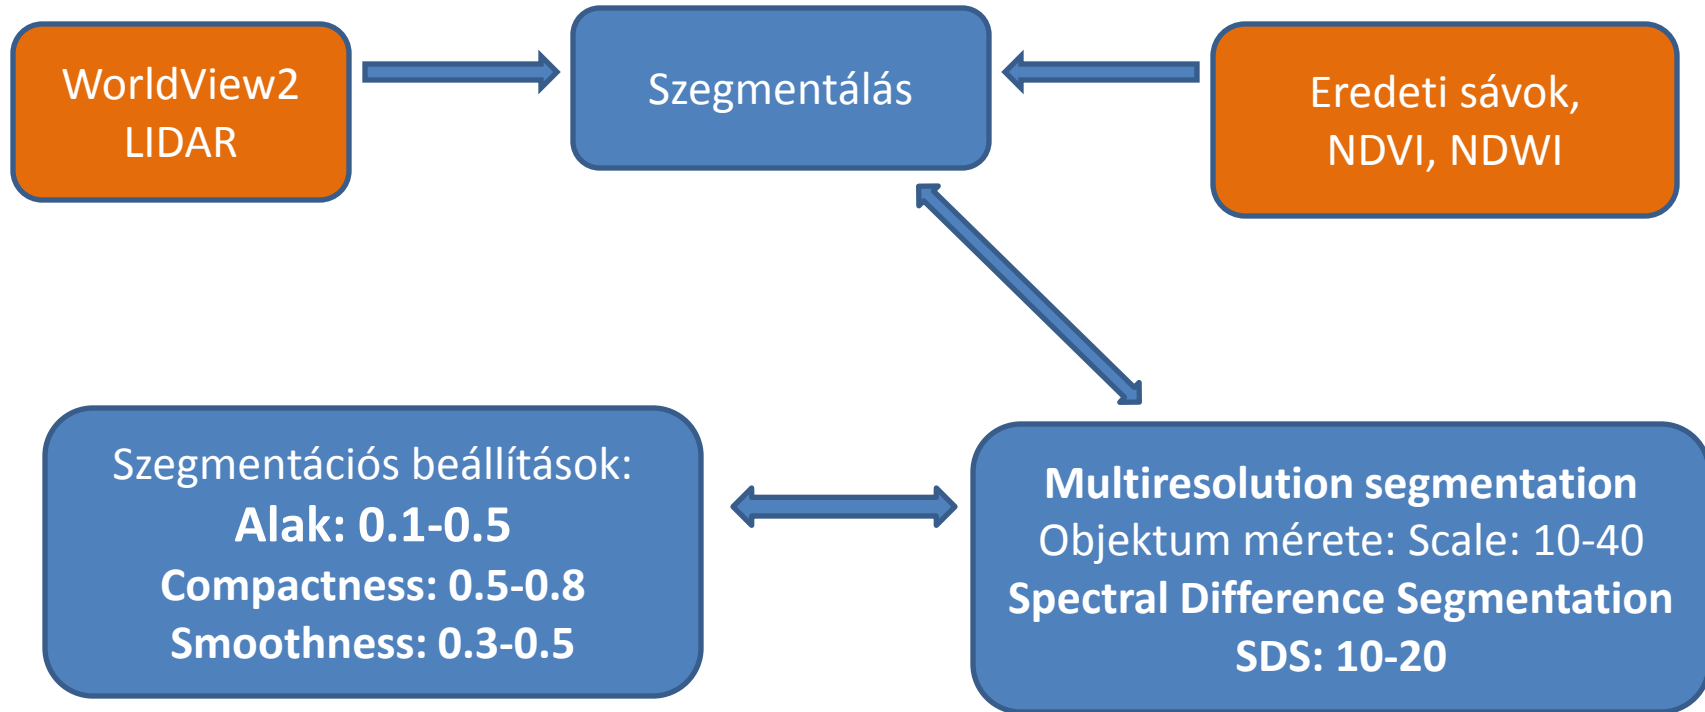 WorldView2
LIDAR
Szegmentálás
Eredeti sávok,
NDVI, NDWI
Szegmentációs beállítások:
Alak: 0.1-0.5
Compactness: 0.5-0.8
Smoothness: 0.3-0.5
Multiresolution segmentation
Objektum mérete: Scale: 10-40
Spectral Difference Segmentation
SDS: 10-20